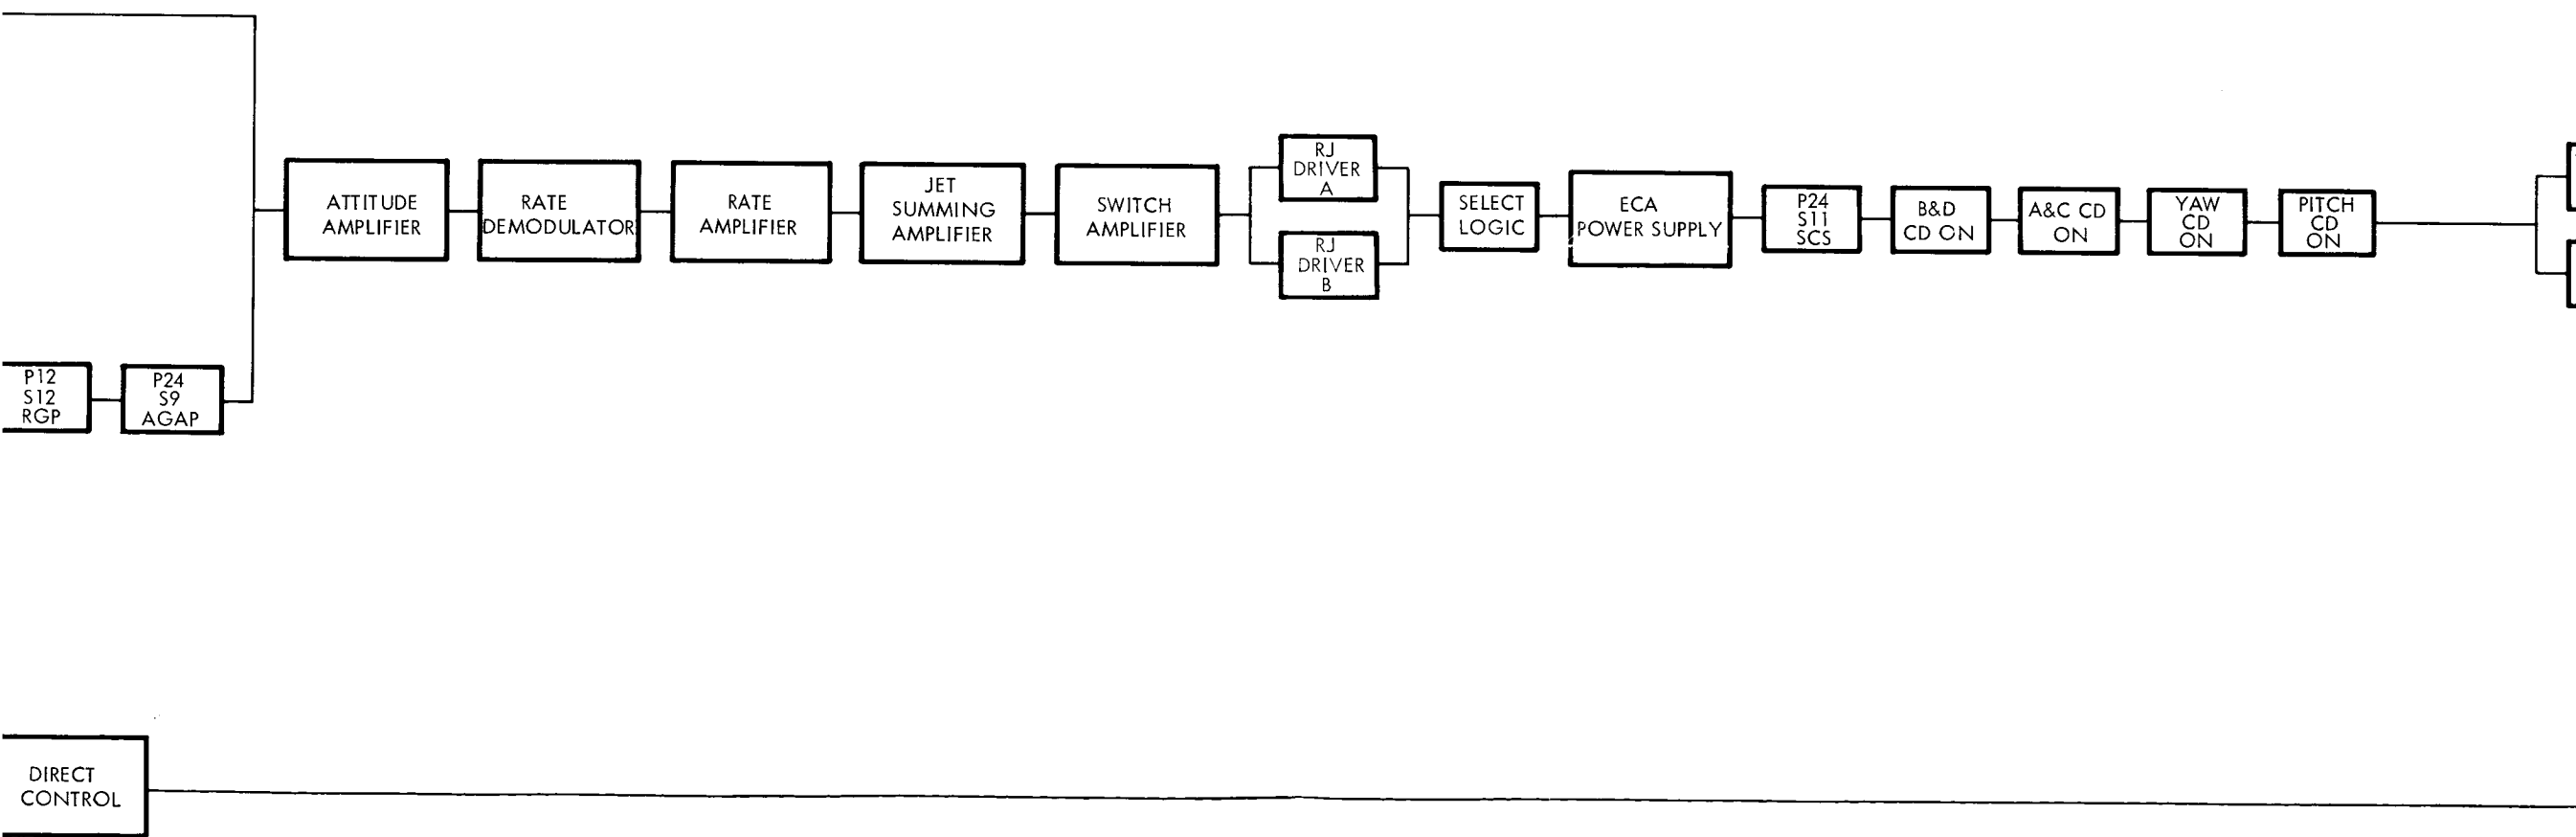 ATTITUDE
AMPLIFIER
RATE
DEMODULATOR
RATE
AMPLIFIER
JET
SUMMING
AMPLIFIER
SWITCH
AMPLIFIER
RJ
DRIVER
A
RJ
DRIVER
B
SELECT
LOGIC
ECA
POWER SUPPLY
P24
S11
SCS
B&D
CD ON
A&C CD
ON
YAW
CD
ON
PITCH
CD
ON
P12
S12
RGP
P24
S9
AGAP
DIRECT
CONTROL